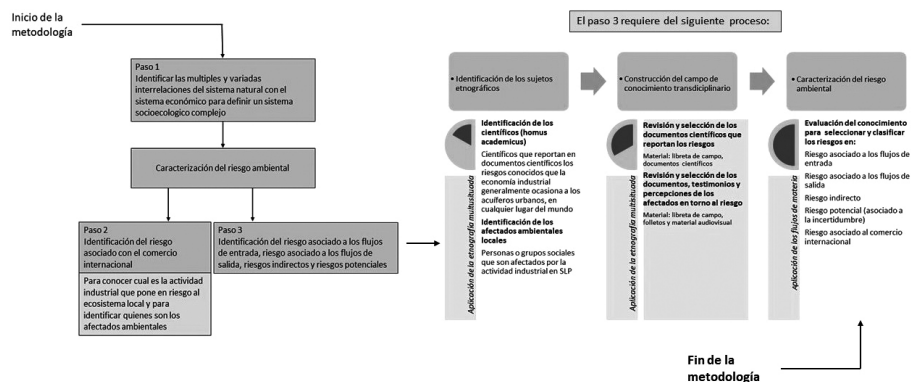 Inicio de la
metodología
Paso 1
Identificar las multiples y variadas
interrelaciones del sistema natural con el
sistema económico para definir un sistema
socioecologico complejo
Caracterización del riesgo ambiental
Paso 2
Identificación del riesgo
asociado con el comercio
internacional
Para conocer cual es la actividad
industrial que pone en riesgo al
ecosistema local y para
identificar quienes son los
afectados ambientales
Paso 3
Identificación del riesgo asociado a los flujos
de entrada, riesgo asociado a los flujos de
salida, riesgos indirectos y riesgos potenciales
El paso 3 requiere del siguiente proceso:
• Identificación de los sujetos
etnográficos
Aplicación de la etnografía multisituada
Identificación de los
científicos (homus
academicus)
Científicos que reportan en
documentos científicos los
riesgos conocidos que la
economía industrial
generalmente ocasiona a los
acuíferos urbanos, en
cualquier lugar del mundo
Identificación de los
afectados ambientales
locales
Personas o grupos sociales
que son afectados por la
actividad industrial en SLP
• Construcción del campo de
conocimiento transdiciplinario
Aplicación de la etnografía multisituada
Revisión y selección de los
documentos científicos que
reportan los riesgos
Material: libreta de campo,
documentos científicos
Revisión y selección de los
documentos, testimonios y
percepciones de los
afectados en torno al riesgo
Material: libreta de campo,
folletos y material audiovisual
• Caracterización del riesgo
ambiental
Aplicación de los flujos de materia
Evaluación del conocimiento
para seleccionar y clasificar
los riesgos en:
Riesgo asociado a los flujos de
entrada
Riesgo asociado a los flujos de
salida
Riesgo indirecto
Riesgo potencial (asociado a
la incertidumbre)
Riesgo asociado al comercio
internacional
Fin de la
metodología